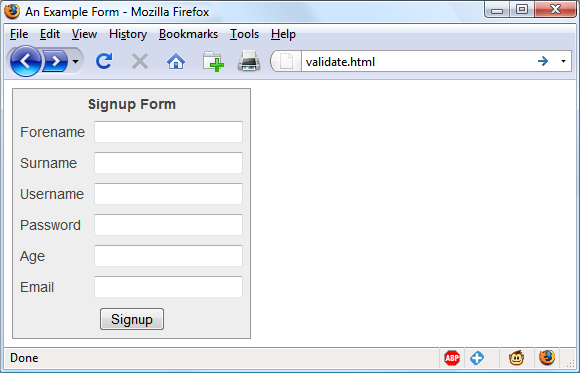 An Example Form - Mozilla Firefox
File Edit View History Bookmarks Tools Help
validate.html
Signup Form
Forename
Surname
Username
Password
Age
Email
Signup
Done
ABP